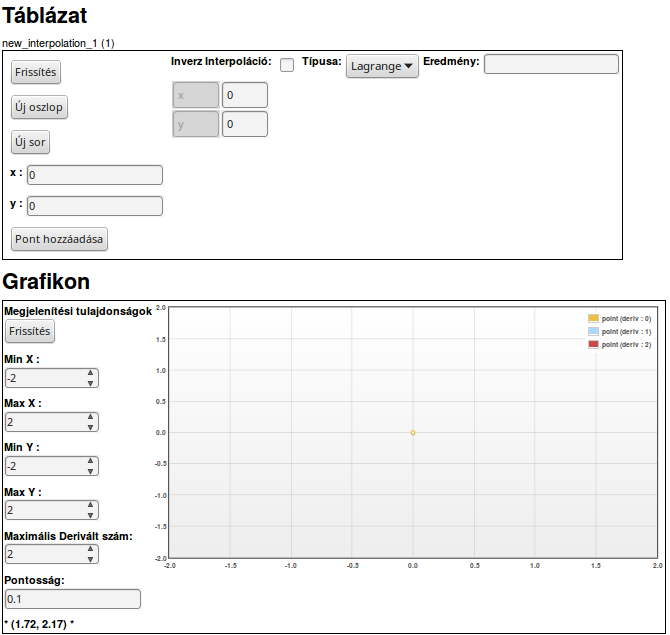 Táblázat
new_interpolation_1 (1)
Frissítés
Inverz Interpoláció:
Típusa:
Lagrange
Eredmény:
x
0
y
0
Új oszlop
Új sor
x :
0
y :
0
Pont hozzáadása
Grafikon
Megjelenítési tulajdonságok
Frissítés
Min X :
-2
Max X :
2
Min Y :
-2
Max Y :
2
Maximális Derivált szám:
2
Pontosság:
0.1
* (1.72, 2.17) *
2.0
1.5
1.0
0.5
0.0
-0.5
-1.0
-1.5
-2.0
-2.0 -1.5 -1.0 -0.5 0.0 0.5 1.0 1.5 2.0
point (deriv : 0)
point (deriv : 1)
point (deriv : 2)